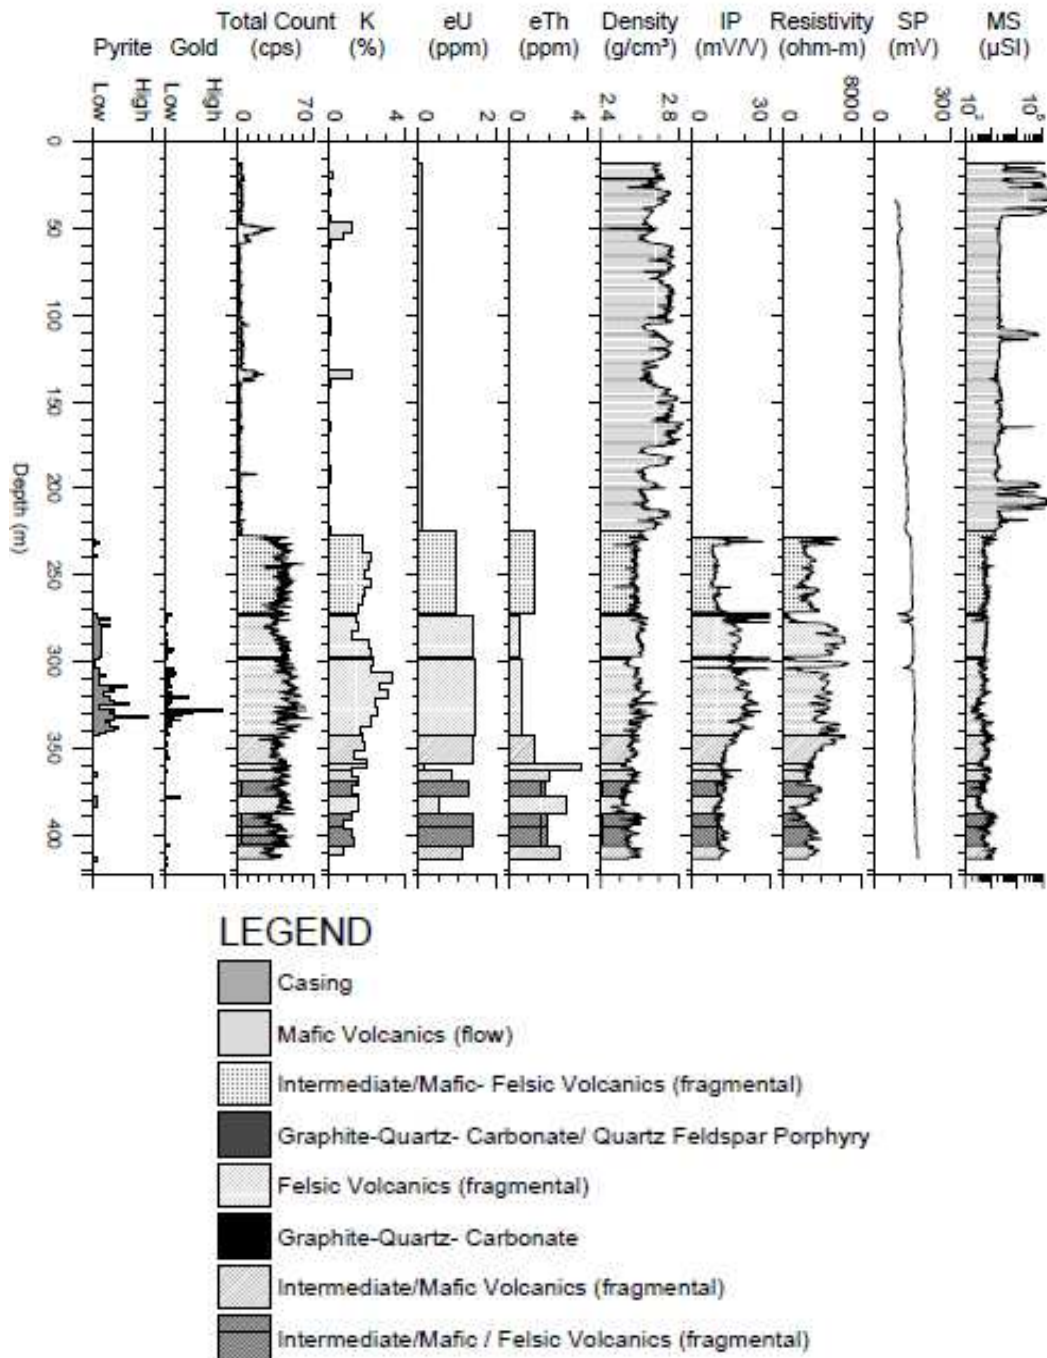 Total Count K eU eTh Density IP Resistivity SP MS
Pyrite Gold (cps) (%) (ppm) (ppm) (g/cm³) (mV/V) (ohm-m) (mV) (µSI)
Low High Low High 0 70 0 4 0 2 0 4 2.4 2.8 0 30 0 8000 0 300 10² 10⁵
0
50
100
150
200
250
300
350
400
Depth (m)
LEGEND
Casing
Mafic Volcanics (flow)
Intermediate/Mafic- Felsic Volcanics (fragmental)
Graphite-Quartz- Carbonate/ Quartz Feldspar Porphyry
Felsic Volcanics (fragmental)
Graphite-Quartz- Carbonate
Intermediate/Mafic Volcanics (fragmental)
Intermediate/Mafic / Felsic Volcanics (fragmental)